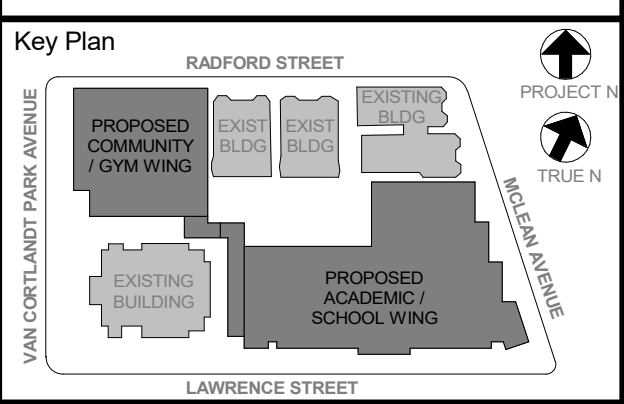 Key Plan
RADFORD STREET
PROJECT N
TRUE N
VAN CORTLANDT PARK AVENUE
PROPOSED
COMMUNITY
/ GYM WING
EXIST
BLDG
EXIST
BLDG
EXISTING
BLDG
MCLEAN AVENUE
EXISTING
BUILDING
PROPOSED
ACADEMIC /
SCHOOL WING
LAWRENCE STREET